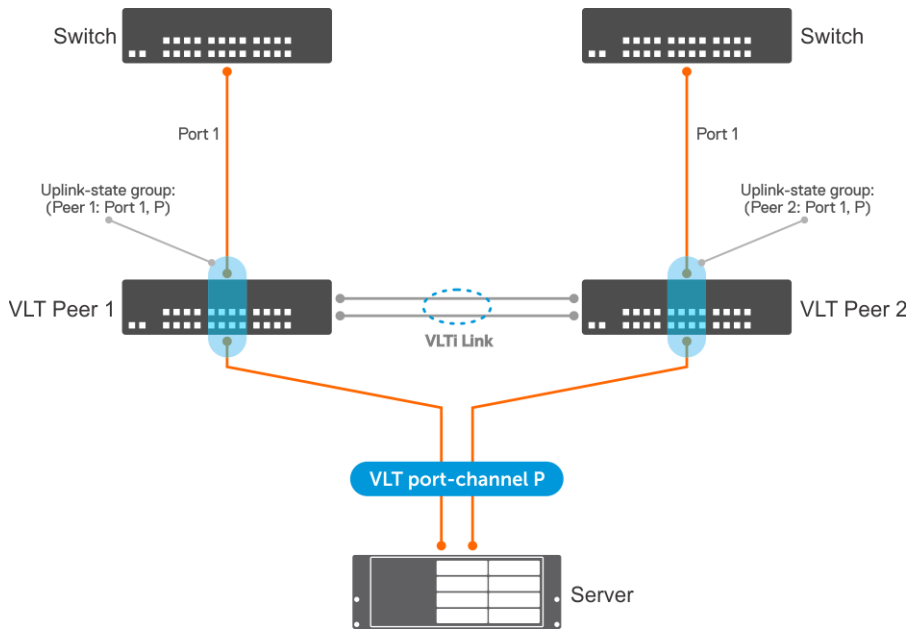 Switch
Switch
Port 1
Port 1
Uplink-state group:
(Peer 1: Port 1, P)
Uplink-state group:
(Peer 2: Port 1, P)
VLT Peer 1
VLT Peer 2
VLTi Link
VLT port-channel P
Server